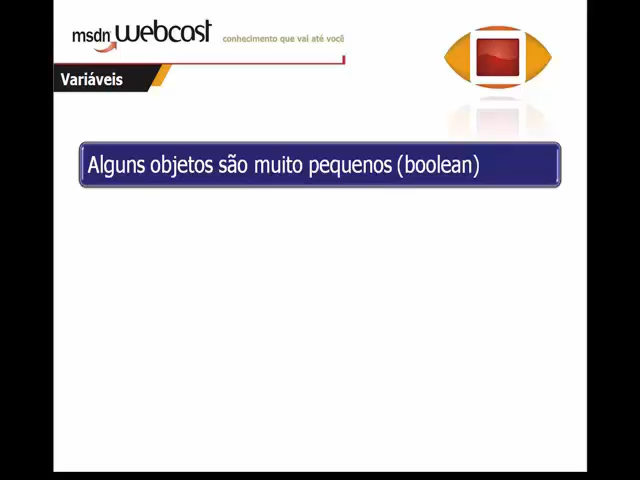 msdn webcast
conhecimento que vai até você
Variáveis
Alguns objetos são muito pequenos (boolean)